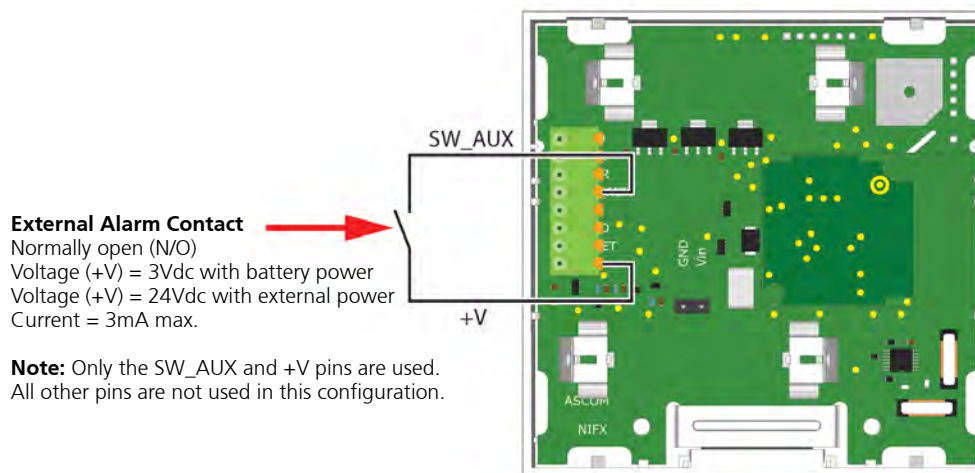 SW_AUX
R
D
ET
GND
Vin
External Alarm Contact
Normally open (N/O)
Voltage (+V) = 3Vdc with battery power
Voltage (+V) = 24Vdc with external power
Current = 3mA max.
+V
Note: Only the SW_AUX and +V pins are used.
All other pins are not used in this configuration.
ASCOM
NIFX